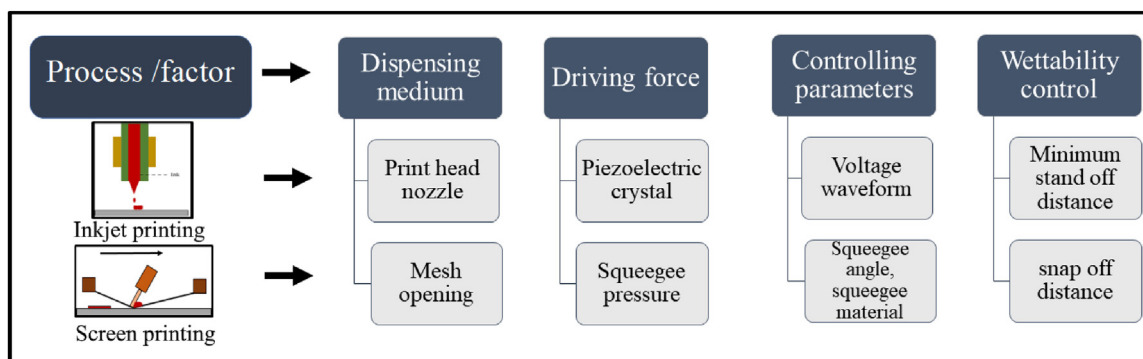 Process /factor
Dispensing
medium
Driving force
Controlling
parameters
Wettability
control
Print head
nozzle
Piezoelectric
crystal
Voltage
waveform
Minimum
stand off
distance
Inkjet printing
Mesh
opening
Squeegee
pressure
Squeegee
angle,
squeegee
material
snap off
distance
Screen printing